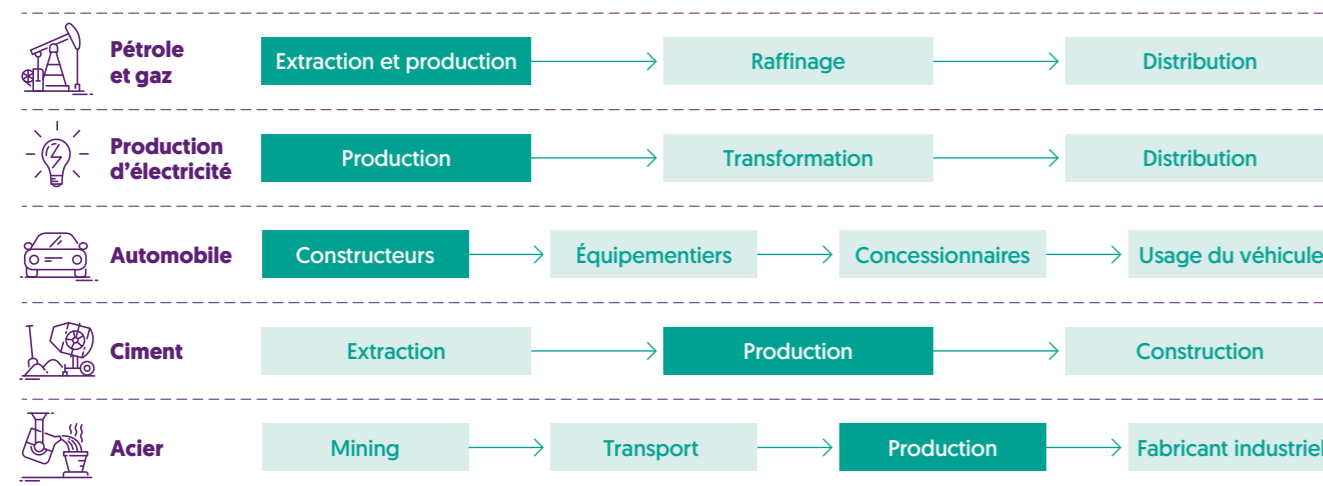 Pétrole
et gaz
Extraction et production
Raffinage
Distribution
Production
d'électricité
Production
Transformation
Distribution
Automobile
Constructeurs
Équipementiers
Concessionnaires
Usage du véhicule
Ciment
Extraction
Production
Construction
Acier
Mining
Transport
Production
Fabricant industriel